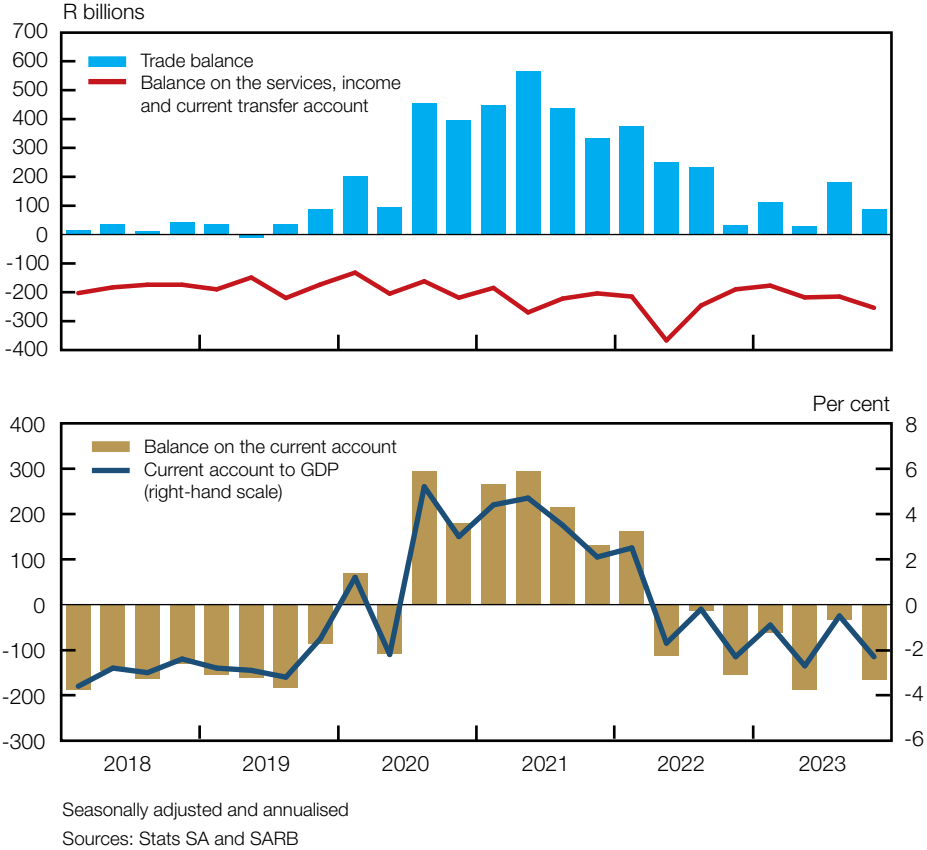 R billions
700
600
500
400
300
200
100
0
-100
-200
-300
-400
Trade balance
Balance on the services, income
and current transfer account
Per cent
400
300
200
100
0
-100
-200
-300
Balance on the current account
Current account to GDP
(right-hand scale)
8
6
4
2
0
-2
-4
-6
2018 2019 2020 2021 2022 2023
Seasonally adjusted and annualised
Sources: Stats SA and SARB